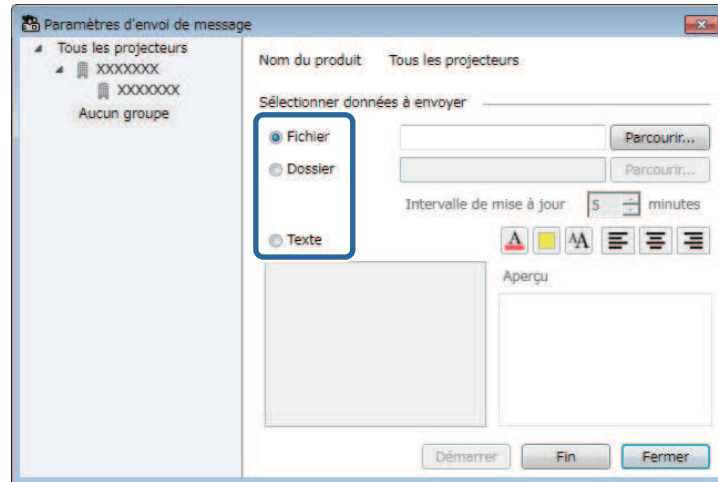 Paramètres d'envoi de message
Tous les projecteurs
XXXXXXX
XXXXXXX
Aucun groupe
Nom du produit Tous les projecteurs
Sélectionner données à envoyer
Fichier Parcourir...
Dossier Parcourir...
Intervalle de mise à jour 5 minutes
Texte A AA
Aperçu
Démarrer Fin Fermer